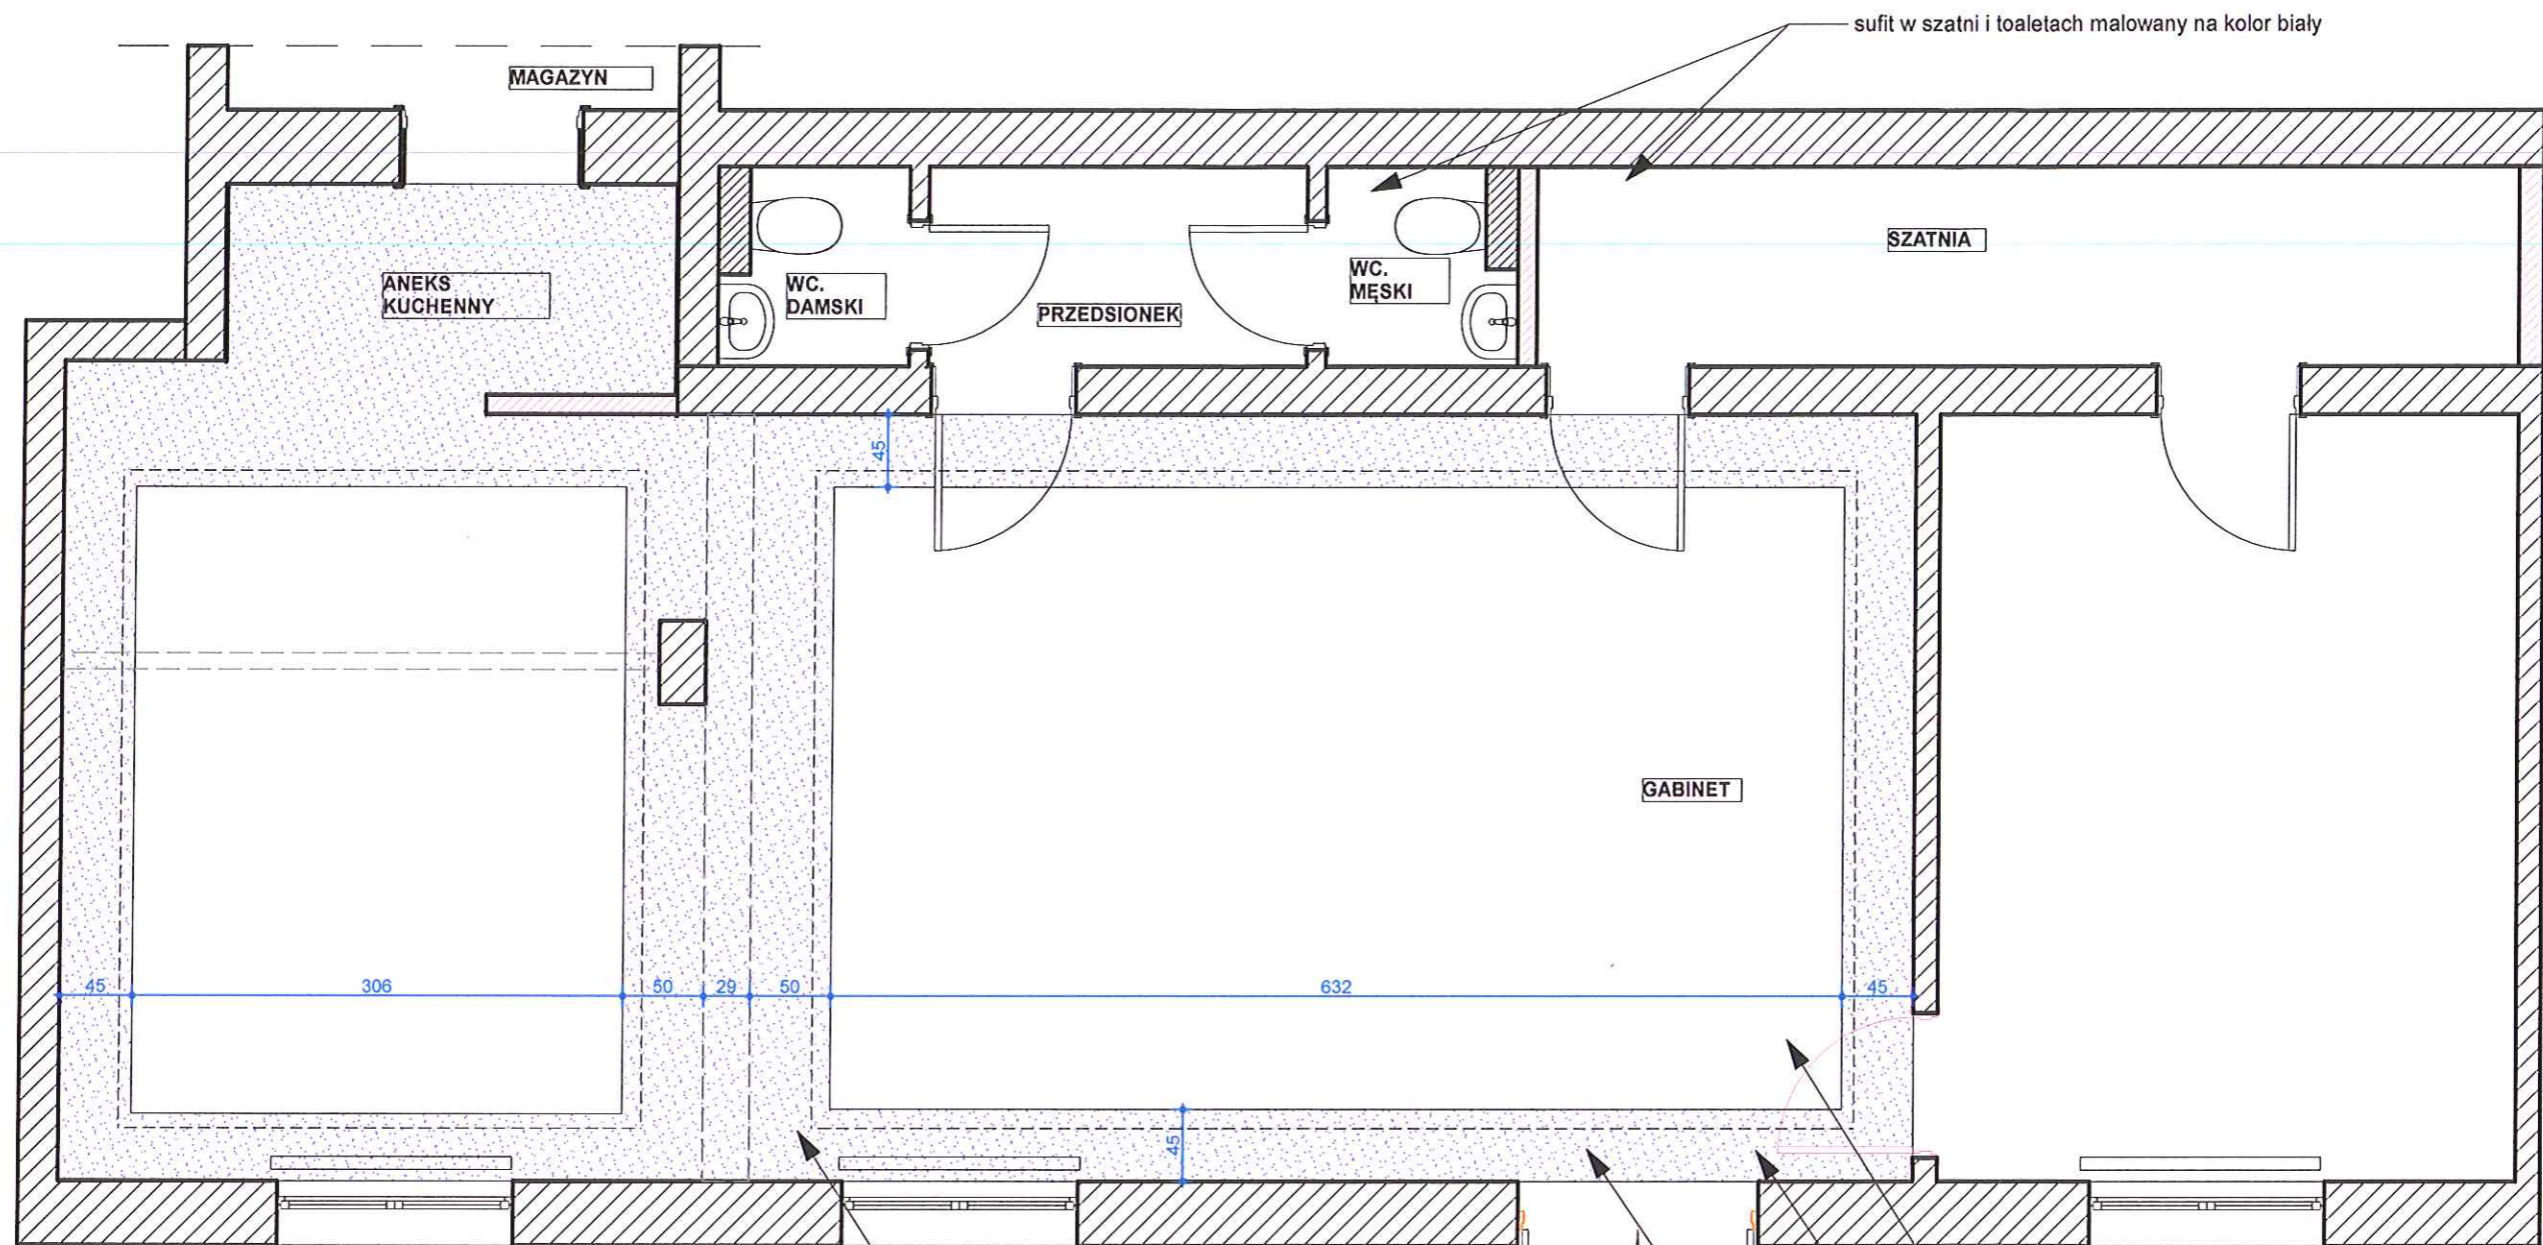 sufit w szatni i toaletach malowany na kolor biały
MAGAZYN
SZATNIA
ANEKS
KUCHENNY
WC.
DAMSKI
PRZEDSIONEK
WC.
MĘSKI
45
GABINET
45
306
50
29
50
632
45
45